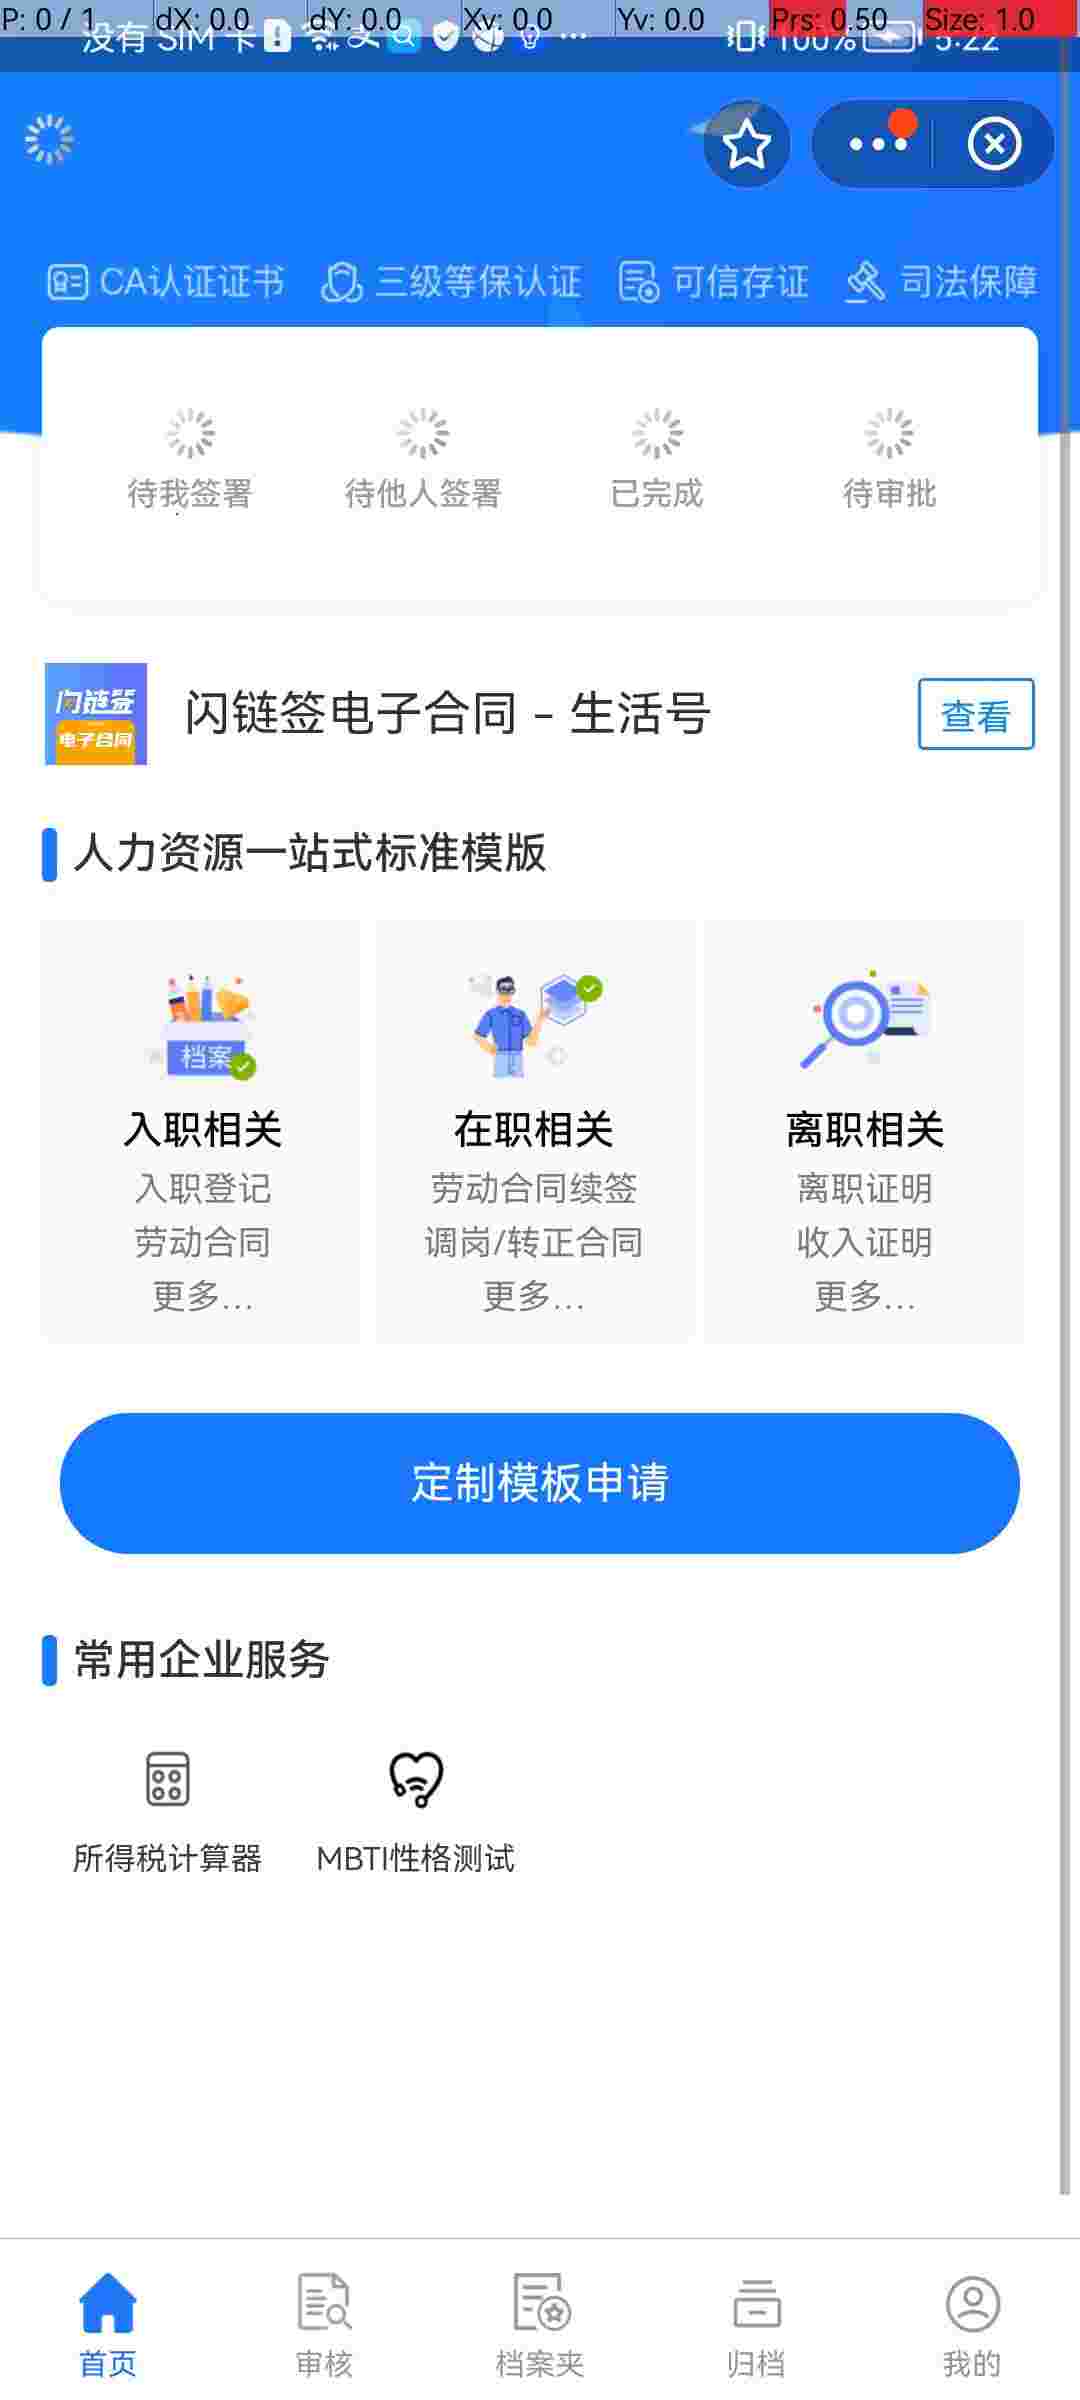 P: 0 / 1 dX: 0.0 dY: 0.0 Xv: 0.0 Yv: 0.0 Prs: 0.50 Size: 1.0
没有 SIM 卡 100% 5:22
CA认证证书 三级等保认证 可信存证 司法保障
待我签署 待他人签署 已完成 待审批
闪链签
电子合同
闪链签电子合同 - 生活号
查看
人力资源一站式标准模版
档案
入职相关 在职相关 离职相关
入职登记 劳动合同续签 离职证明
劳动合同 调岗/转正合同 收入证明
更多... 更多... 更多...
定制模板申请
常用企业服务
所得税计算器 MBTI性格测试
首页 审核 档案夹 归档 我的